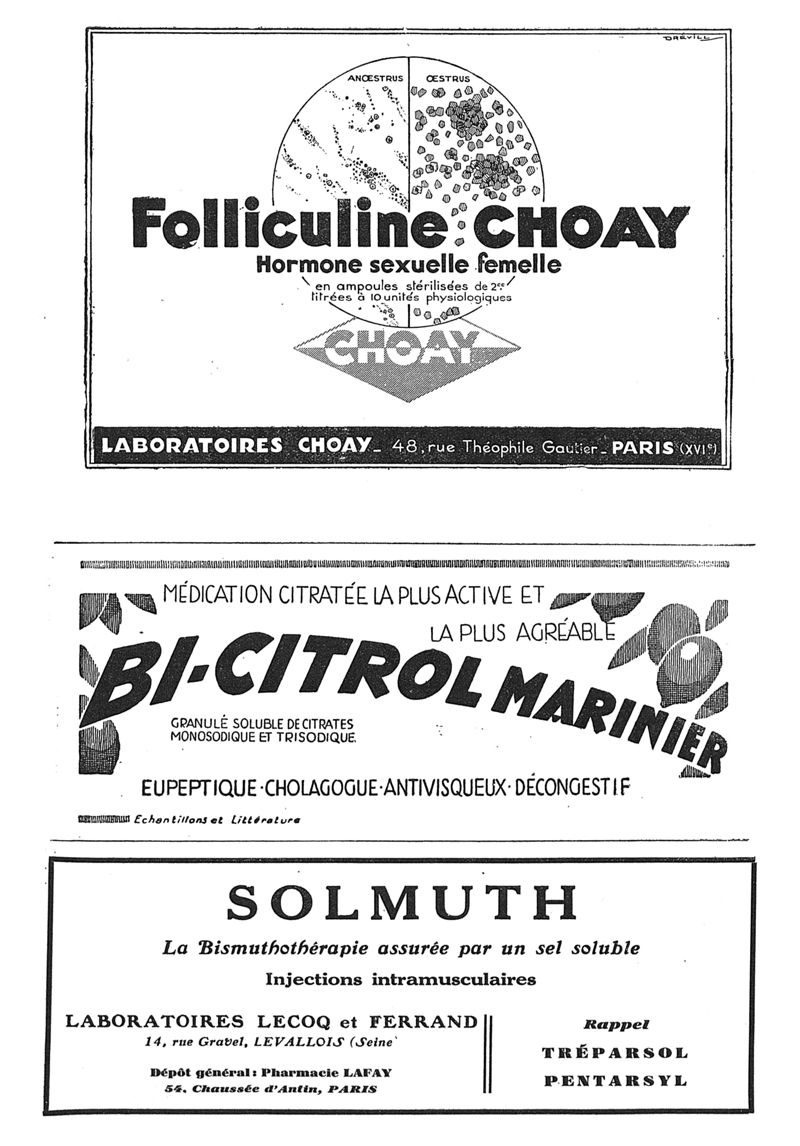 DRÉVILL
ANŒSTRUS ŒSTRUS
Folliculine CHOAY
Hormone sexuelle femelle
en ampoules stérilisées de 2cc
titrées à 10 unités physiologiques
CHOAY
LABORATOIRES CHOAY_ 48, rue Théophile Gautier_ PARIS (XVIe)
MÉDICATION CITRATÉE LA PLUS ACTIVE ET
LA PLUS AGRÉABLE
BI-CITROL MARINIER
GRANULÉ SOLUBLE DE CITRATES
MONOSODIQUE ET TRISODIQUE.
EUPEPTIQUE·CHOLAGOGUE·ANTIVISQUEUX·DÉCONGESTIF
Echantillons et Littérature
SOLMUTH
La Bismuthothérapie assurée par un sel soluble
Injections intramusculaires
LABORATOIRES LECOQ et FERRAND
14, rue Gravel, LEVALLOIS (Seine
Dépôt général: Pharmacie LAFAY
54, Chaussée d'Antin, PARIS
Rappel
TRÉPARSOL
PENTARSYL